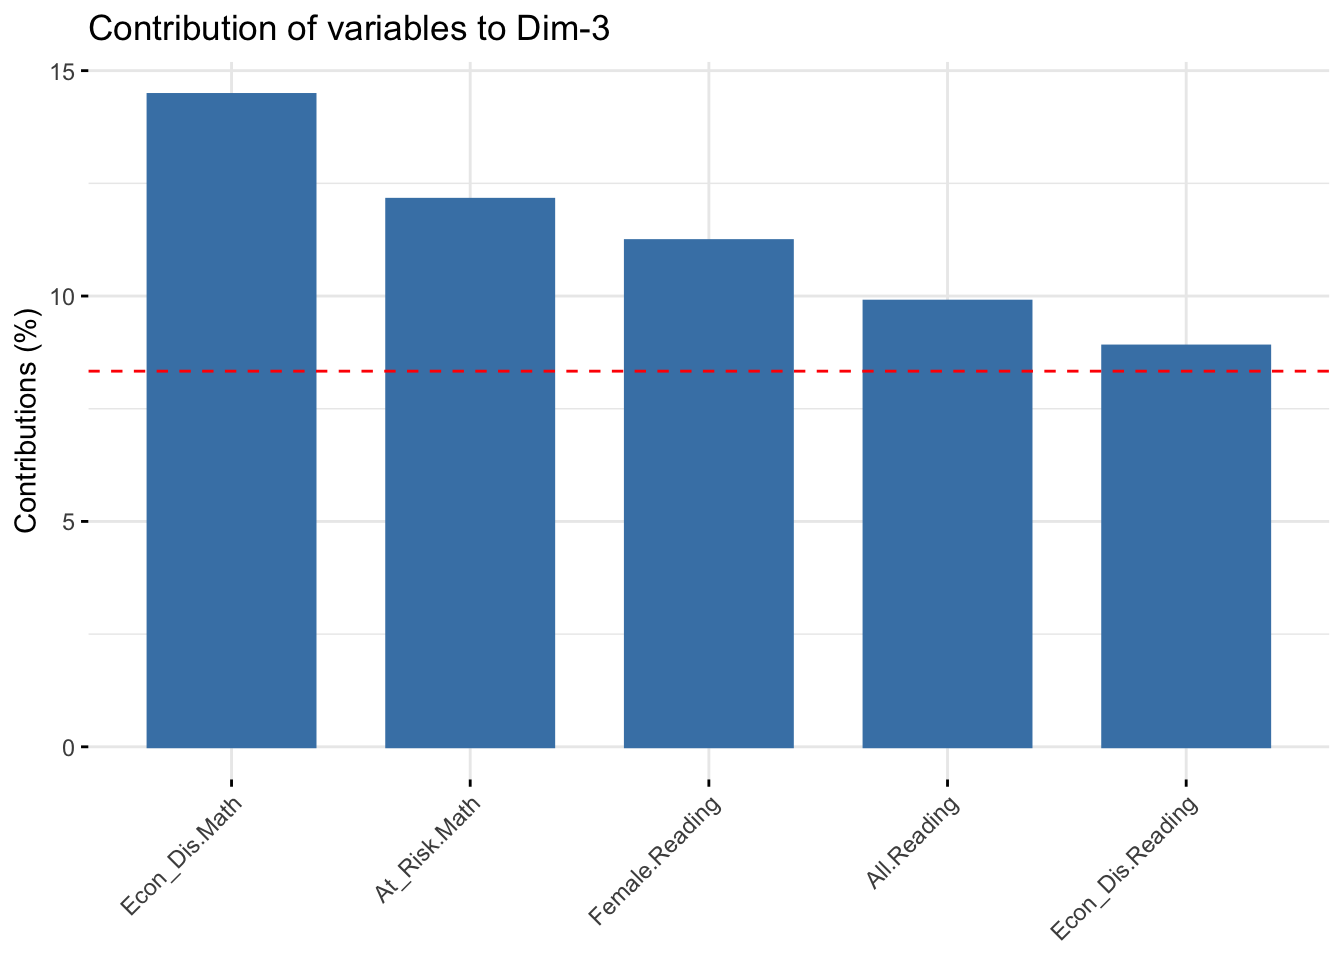 Contribution of variables to Dim-3
Contributions (%)
15
10
5
0
Econ_Dis.Math
At_Risk.Math
Female.Reading
All.Reading
Econ_Dis.Reading